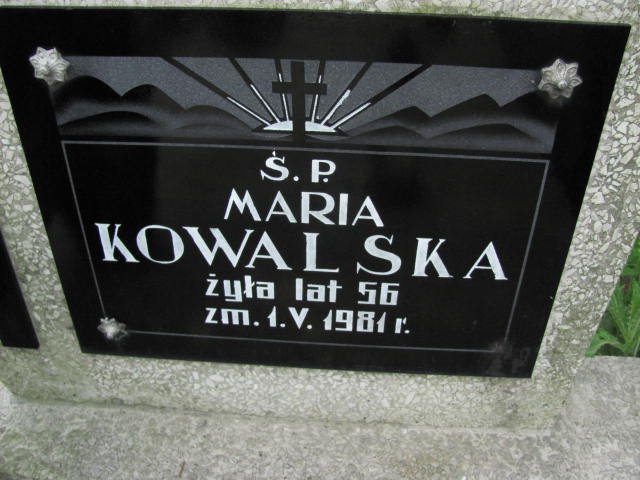 Ś. P.
MARIA
KOWALSKA
żyła lat 56
zm. 1. V. 1981 r.